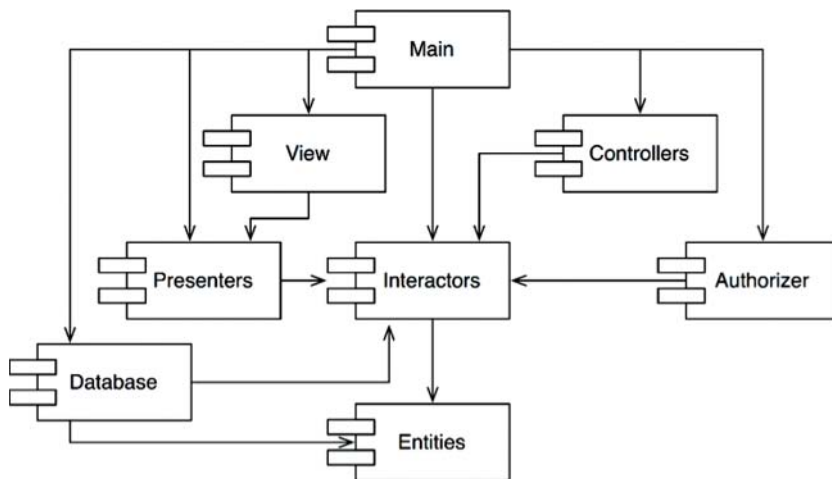 Main
View
Controllers
Presenters
Interactors
Authorizer
Database
Entities